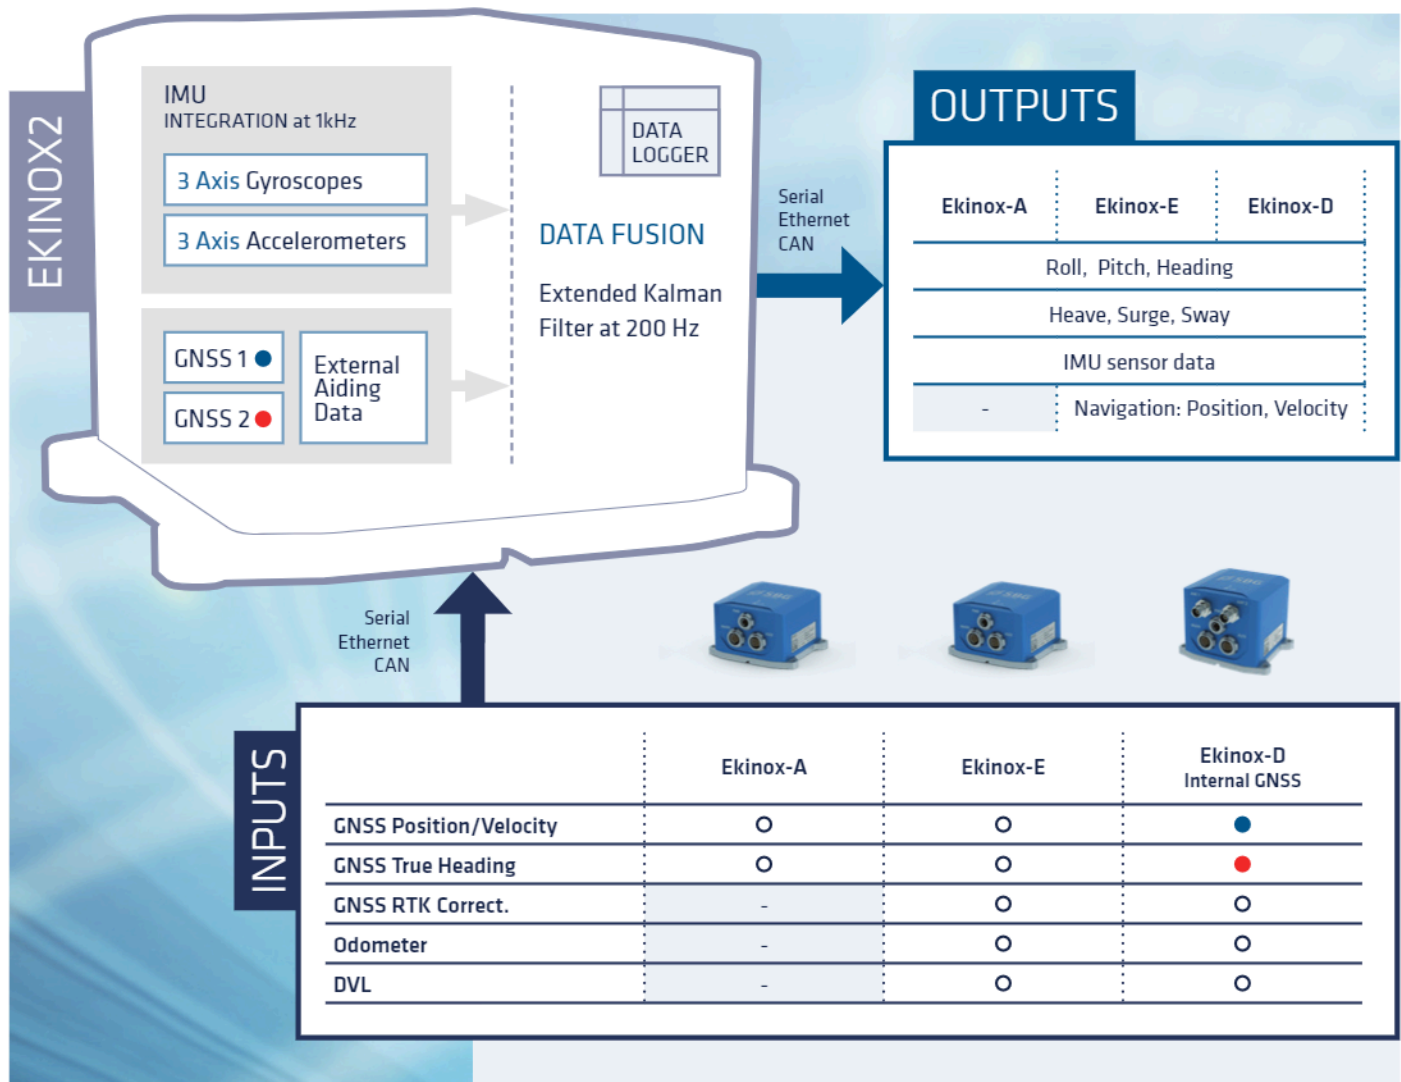 EKINOX2
IMU
INTEGRATION at 1kHz
3 Axis Gyroscopes
3 Axis Accelerometers
GNSS 1
GNSS 2
External
Aiding
Data
DATA
LOGGER
DATA FUSION
Extended Kalman
Filter at 200 Hz
Serial
Ethernet
CAN
OUTPUTS
Ekinox-A Ekinox-E Ekinox-D
Roll, Pitch, Heading
Heave, Surge, Sway
IMU sensor data
- Navigation: Position, Velocity
Serial
Ethernet
CAN
SBG
SBG
SBG
INPUTS
Ekinox-A Ekinox-E Ekinox-D
Internal GNSS
GNSS Position/Velocity
GNSS True Heading
GNSS RTK Correct. -
Odometer -
DVL -